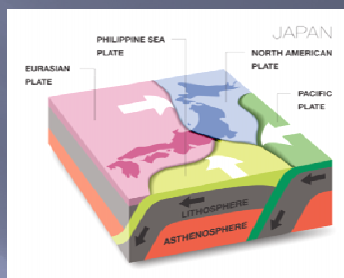 JAPAN
PHILIPPINE SEA
PLATE
NORTH AMERICAN
PLATE
EURASIAN
PLATE
PACIFIC
PLATE
LITHOSPHERE
ASTHENOSPHERE